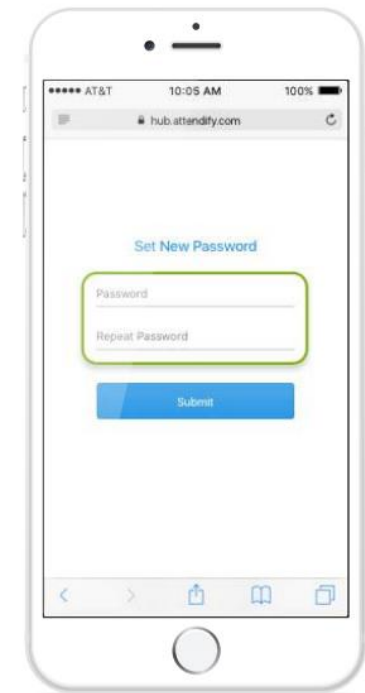 AT&T 10:05 AM 100%
hub.attendify.com
Set New Password
Password
Repeat Password
Submit